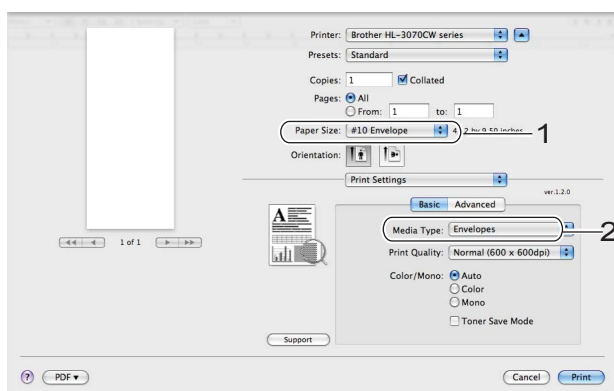 Printer: Brother HL-3070CW series
Presets: Standard
Copies: 1 Collated
Pages: All
From: 1 to: 1
Paper Size: #10 Envelope 4.12 by 9.50 inches 1
Orientation:
Print Settings
ver.1.2.0
Basic Advanced
Media Type: Envelopes 2
1 of 1
Print Quality: Normal (600 x 600dpi)
Color/Mono: Auto
Color
Mono
Toner Save Mode
Support
? PDF Cancel Print